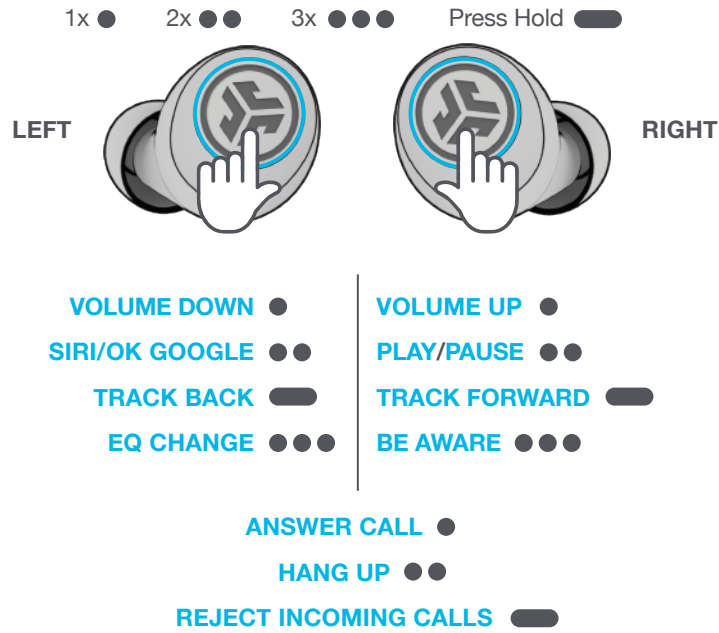 1x 2x 3x Press Hold
LEFT RIGHT
VOLUME DOWN VOLUME UP
SIRI/OK GOOGLE PLAY/PAUSE
TRACK BACK TRACK FORWARD
EQ CHANGE BE AWARE
ANSWER CALL
HANG UP
REJECT INCOMING CALLS